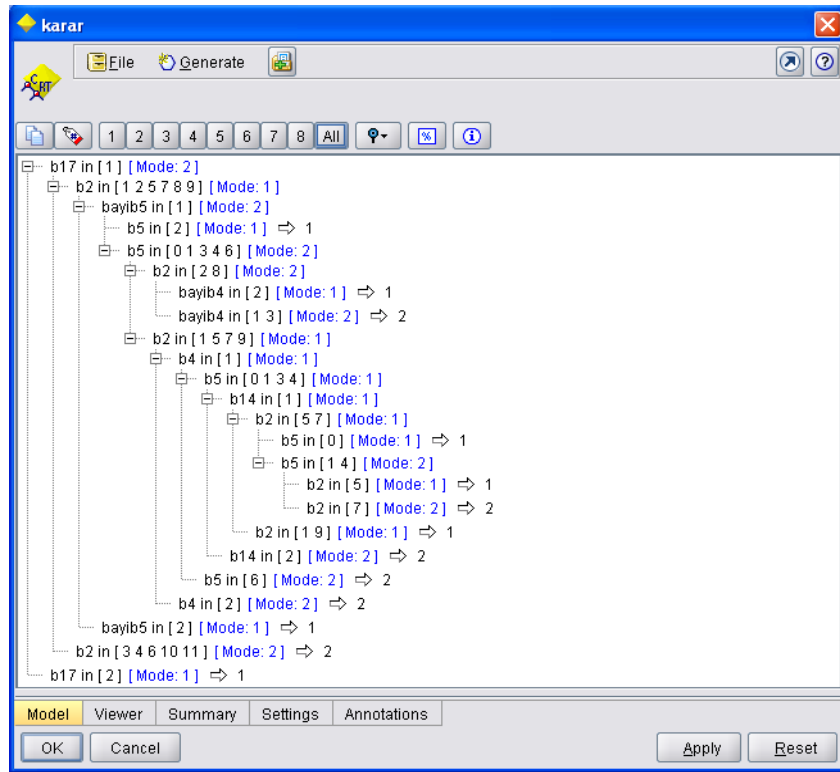 karar
File Generate
C RT
1 2 3 4 5 6 7 8 All % i
b17 in [ 1 ] [ Mode: 2 ]
b2 in [ 1 2 5 7 8 9 ] [ Mode: 1 ]
bayib5 in [ 1 ] [ Mode: 2 ]
b5 in [ 2 ] [ Mode: 1 ] ⇨ 1
b5 in [ 0 1 3 4 6 ] [ Mode: 2 ]
b2 in [ 2 8 ] [ Mode: 2 ]
bayib4 in [ 2 ] [ Mode: 1 ] ⇨ 1
bayib4 in [ 1 3 ] [ Mode: 2 ] ⇨ 2
b2 in [ 1 5 7 9 ] [ Mode: 1 ]
b4 in [ 1 ] [ Mode: 1 ]
b5 in [ 0 1 3 4 ] [ Mode: 1 ]
b14 in [ 1 ] [ Mode: 1 ]
b2 in [ 5 7 ] [ Mode: 1 ]
b5 in [ 0 ] [ Mode: 1 ] ⇨ 1
b5 in [ 1 4 ] [ Mode: 2 ]
b2 in [ 5 ] [ Mode: 1 ] ⇨ 1
b2 in [ 7 ] [ Mode: 2 ] ⇨ 2
b2 in [ 1 9 ] [ Mode: 1 ] ⇨ 1
b14 in [ 2 ] [ Mode: 2 ] ⇨ 2
b5 in [ 6 ] [ Mode: 2 ] ⇨ 2
b4 in [ 2 ] [ Mode: 2 ] ⇨ 2
bayib5 in [ 2 ] [ Mode: 1 ] ⇨ 1
b2 in [ 3 4 6 10 11 ] [ Mode: 2 ] ⇨ 2
b17 in [ 2 ] [ Mode: 1 ] ⇨ 1
Model Viewer Summary Settings Annotations
OK Cancel Apply Reset